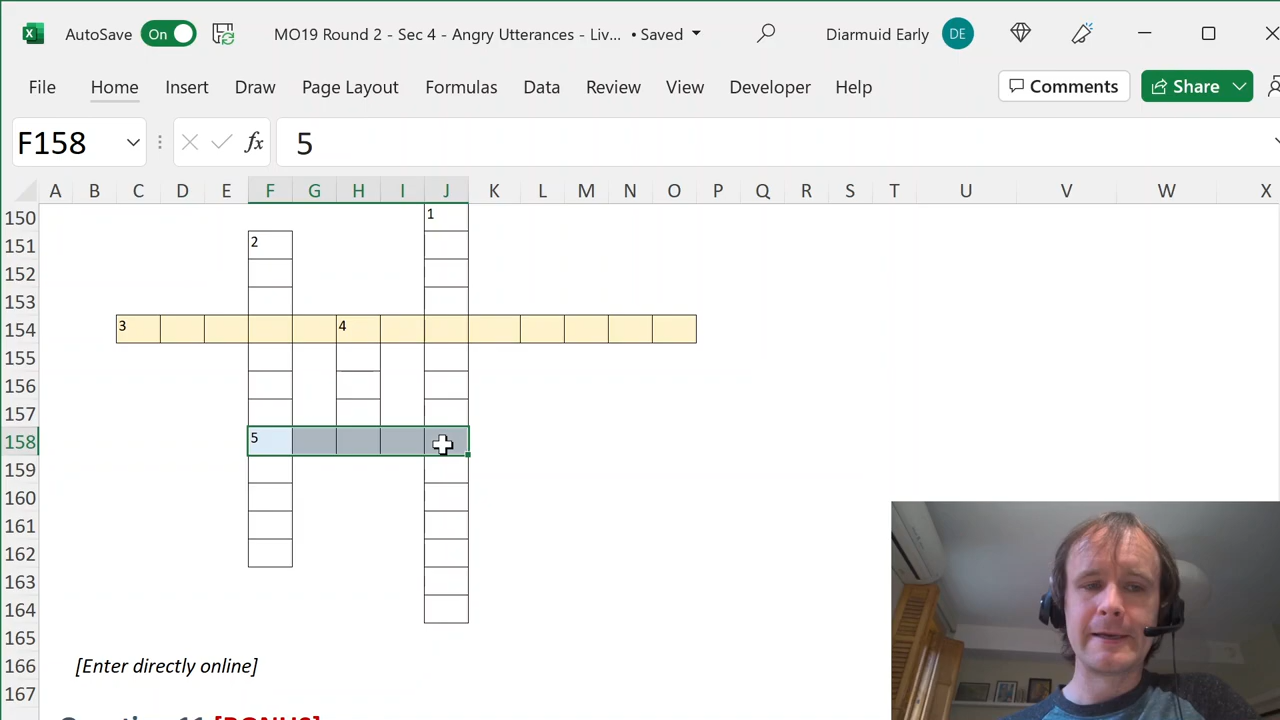 AutoSave On MO19 Round 2 - Sec 4 - Angry Utterances - Liv... • Saved Diarmuid Early DE
File Home Insert Draw Page Layout Formulas Data Review View Developer Help Comments Share
F158 fx 5
A B C D E F G H I J K L M N O P Q R S T U V W X
150 1
151 2
152
153
154 3 4
155
156
157
158 5
159
160
161
162
163
164
165
166 [Enter directly online]
167
Question 11 [BONUS]